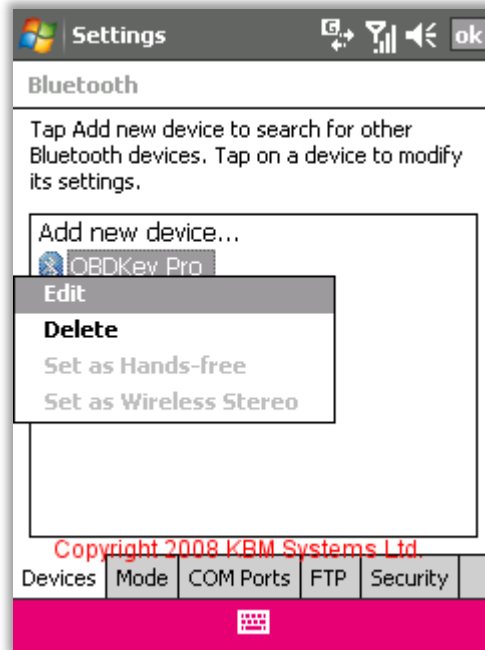 Settings
G
ok
Bluetooth
Tap Add new device to search for other
Bluetooth devices. Tap on a device to modify
its settings.
Add new device...
OBDKey Pro
Edit
Delete
Set as Hands-free
Set as Wireless Stereo
Copyright 2008 KBM Systems Ltd.
Devices Mode COM Ports FTP Security